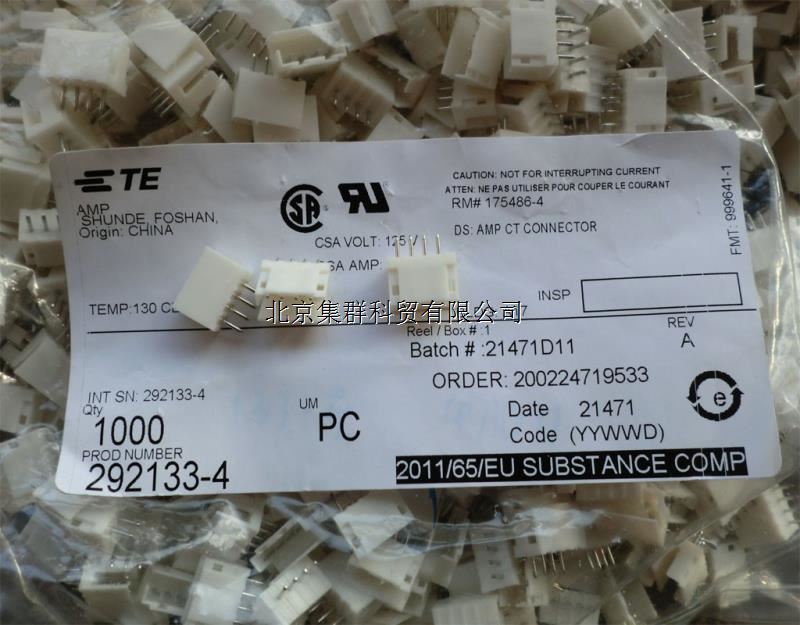 TE
AMP
SHUNDE, FOSHAN,
Origin: CHINA
CSA VOLT: 125 V
CSA AMP:
CAUTION: NOT FOR INTERRUPTING CURRENT
ATTEN: NE PAS UTILISER POUR COUPER LE COURANT
RM# 175486-4
DS: AMP CT CONNECTOR
FMT: 999641-1
TEMP:130
INSP
北京集群科贸有限公司
Reel / Box # :1
REV
A
Batch # :21471D11
ORDER: 200224719533
INT SN: 292133-4
Qty
1000
UM
PC
Date 21471
Code (YYWWD)
e
PROD NUMBER
292133-4
2011/65/EU SUBSTANCE COMP